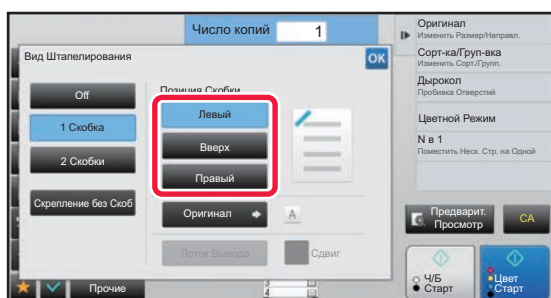 Число копий
1
Вид Штапелирования
OK
Off
1 Скобка
2 Скобки
Скрепление без Скоб
Позиция Скобки
Левый
Вверх
Правый
Оригинал
A
Лоток Вывода
Сдвиг
Прочие
3
4
Оригинал
Изменить Размер/Направл.
Сорт-ка/Груп-вка
Изменить Сорт./Групп.
Дырокол
Пробивка Отверстий
Цветной Режим
N в 1
Поместить Неск. Стр. на Одной
Предварит.
Просмотр
CA
Ч/Б
Старт
Цвет
Старт